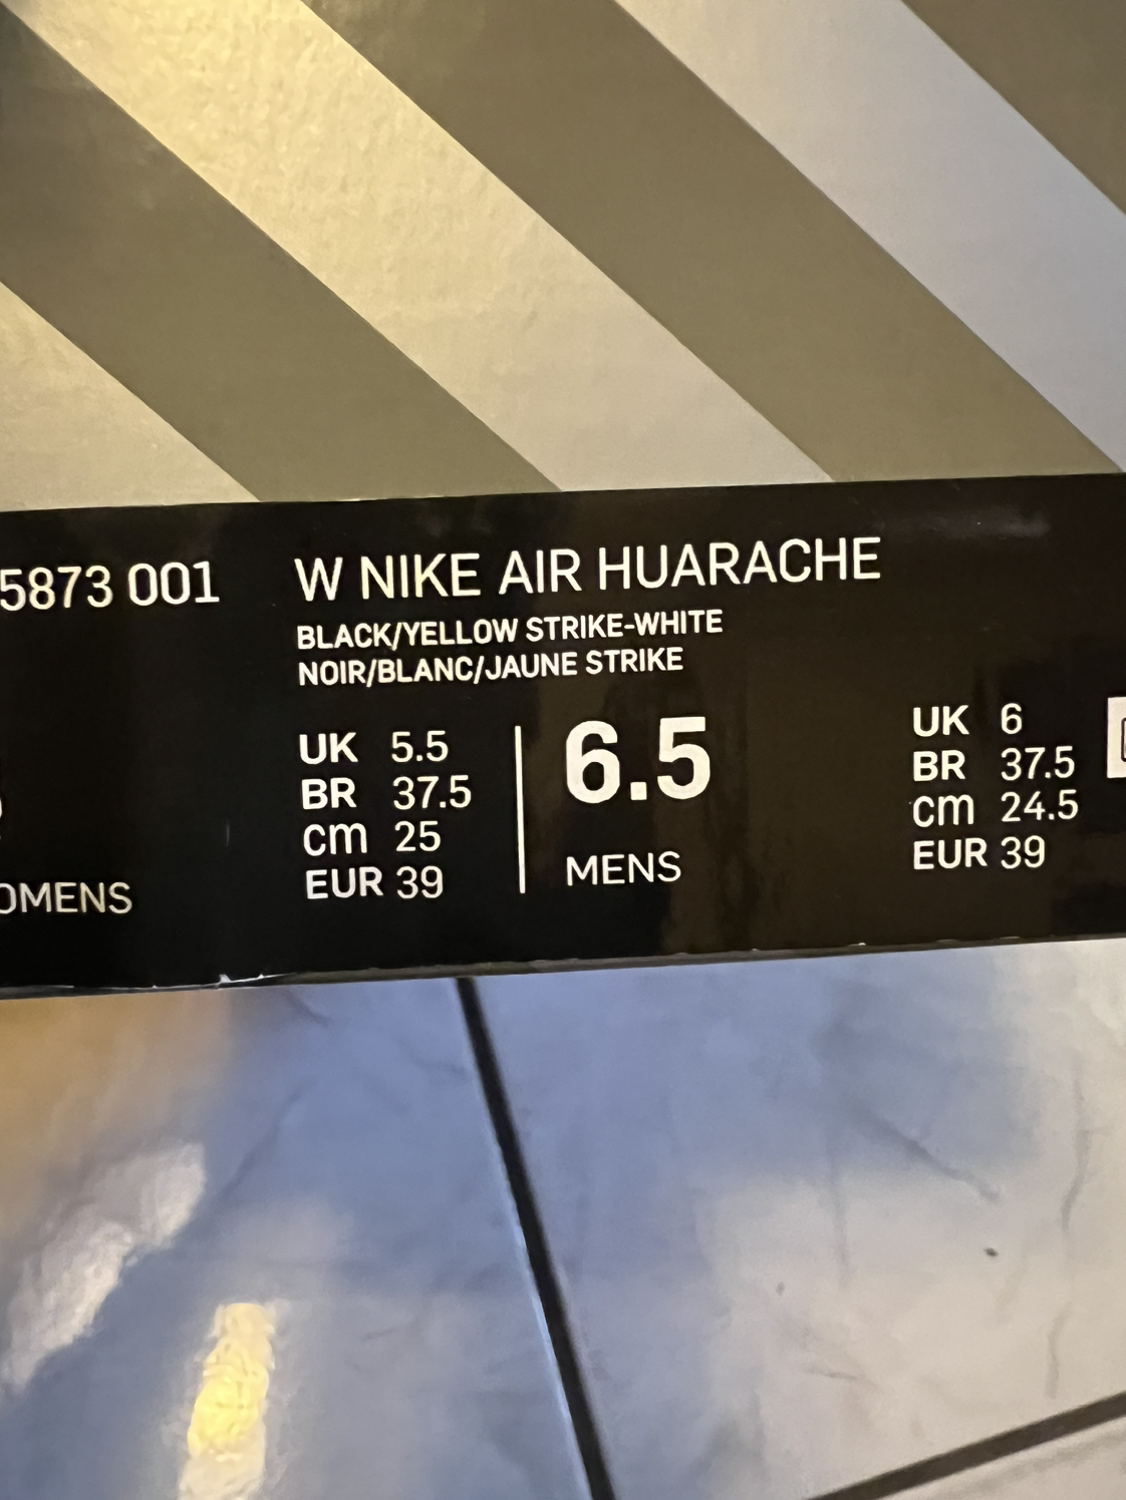 5873 001
W NIKE AIR HUARACHE
BLACK/YELLOW STRIKE-WHITE
NOIR/BLANC/JAUNE STRIKE
UK 5.5
BR 37.5
cm 25
EUR 39
6.5
MENS
UK 6
BR 37.5
cm 24.5
EUR 39
OMENS